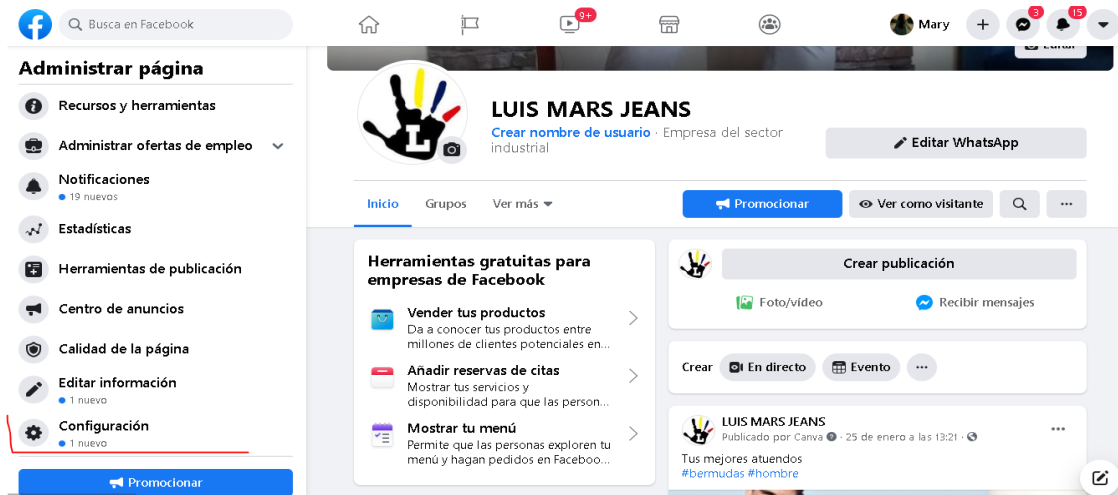 Busca en Facebook
9+
Mary
3
15
Administrar página
Recursos y herramientas
Administrar ofertas de empleo
Notificaciones
19 nuevos
Estadísticas
Herramientas de publicación
Centro de anuncios
Calidad de la página
Editar información
1 nuevo
Configuración
1 nuevo
Promocionar
Editar
L
LUIS MARS JEANS
Crear nombre de usuario · Empresa del sector
industrial
Editar WhatsApp
Inicio Grupos Ver más
Promocionar
Ver como visitante
Herramientas gratuitas para
empresas de Facebook
Vender tus productos
Da a conocer tus productos entre
millones de clientes potenciales en...
Añadir reservas de citas
Mostrar tus servicios y
disponibilidad para que las person...
Mostrar tu menú
Permite que las personas exploren tu
menú y hagan pedidos en Faceboo...
Crear publicación
Foto/vídeo
Recibir mensajes
Crear En directo Evento
LUIS MARS JEANS
Publicado por Canva · 25 de enero a las 13:21 ·
Tus mejores atuendos
#bermudas #hombre